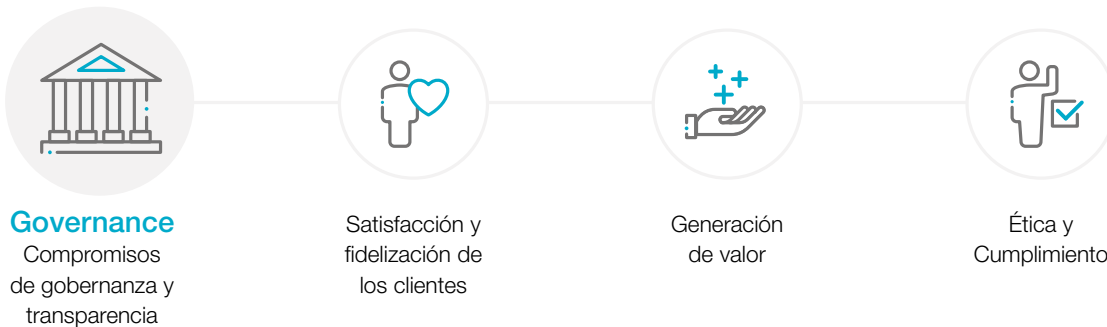 Governance
Compromisos
de gobernanza y
transparencia
Satisfacción y
fidelización de
los clientes
Generación
de valor
Ética y
Cumplimiento